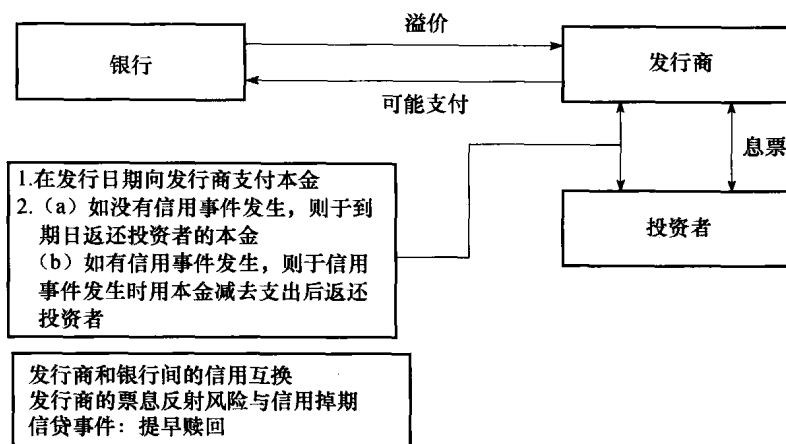 溢价
银行
发行商
可能支付
息票
投资者
1.在发行日期向发行商支付本金
2.（a）如没有信用事件发生，则于到
期日返还投资者的本金
（b）如有信用事件发生，则于信用
事件发生时用本金减去支出后返还
投资者
发行商和银行间的信用互换
发行商的票息反射风险与信用掉期
信贷事件：提早赎回